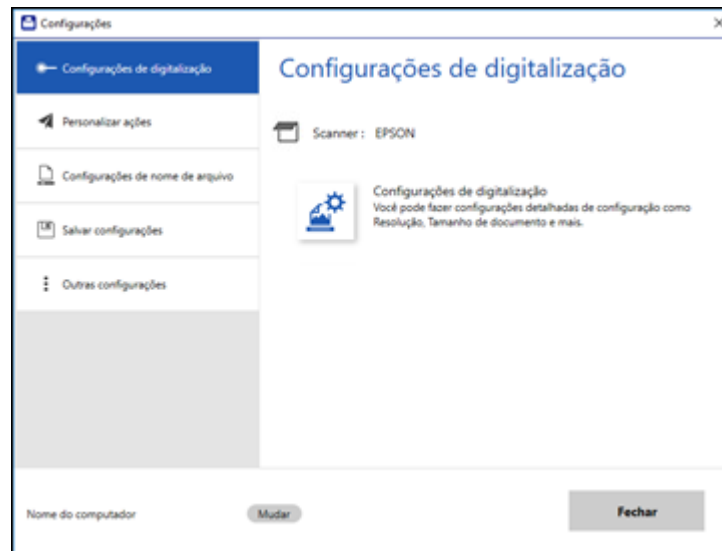 Configurações
Configurações de digitalização
Personalizar ações
Configurações de nome de arquivo
Salvar configurações
Outras configurações
Configurações de digitalização
Scanner : EPSON
Configurações de digitalização
Você pode fazer configurações detalhadas de configuração como
Resolução, Tamanho de documento e mais.
Nome do computador
Mudar
Fechar